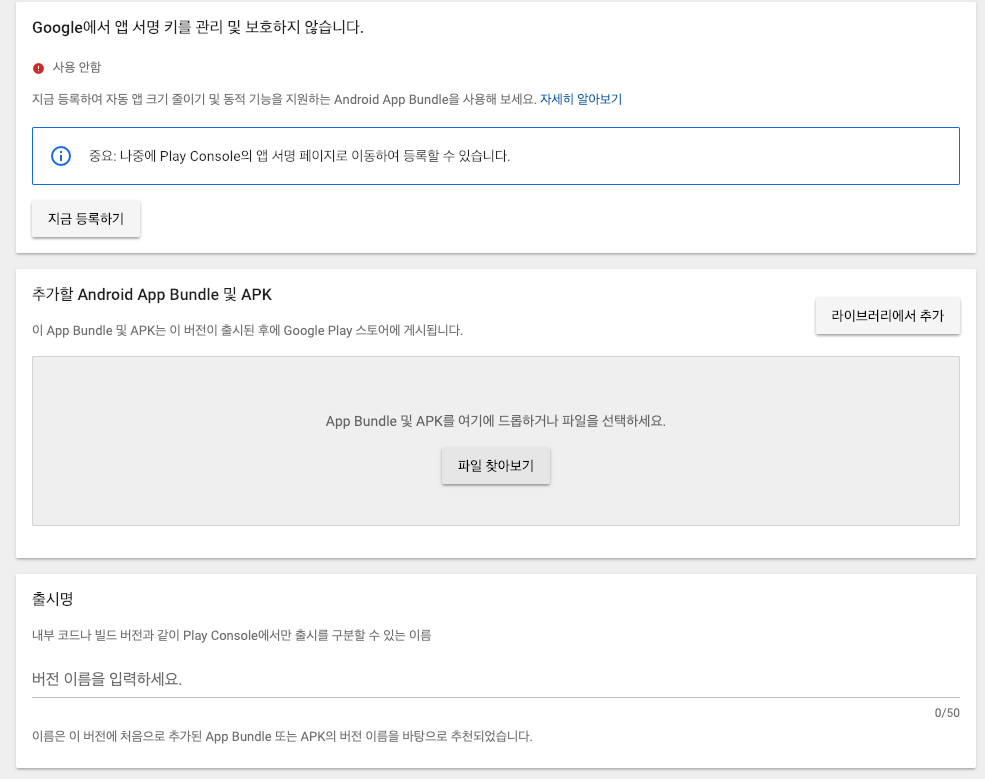 Google에서 앱 서명 키를 관리 및 보호하지 않습니다.
사용 안함
지금 등록하여 자동 앱 크기 줄이기 및 동적 기능을 지원하는 Android App Bundle을 사용해 보세요. 자세히 알아보기
중요: 나중에 Play Console의 앱 서명 페이지로 이동하여 등록할 수 있습니다.
지금 등록하기
추가할 Android App Bundle 및 APK
이 App Bundle 및 APK는 이 버전이 출시된 후에 Google Play 스토어에 게시됩니다.
라이브러리에서 추가
App Bundle 및 APK를 여기에 드롭하거나 파일을 선택하세요.
파일 찾아보기
출시명
내부 코드나 빌드 버전과 같이 Play Console에서만 출시를 구분할 수 있는 이름
버전 이름을 입력하세요.
0/50
이름은 이 버전에 처음으로 추가된 App Bundle 또는 APK의 버전 이름을 바탕으로 추천되었습니다.